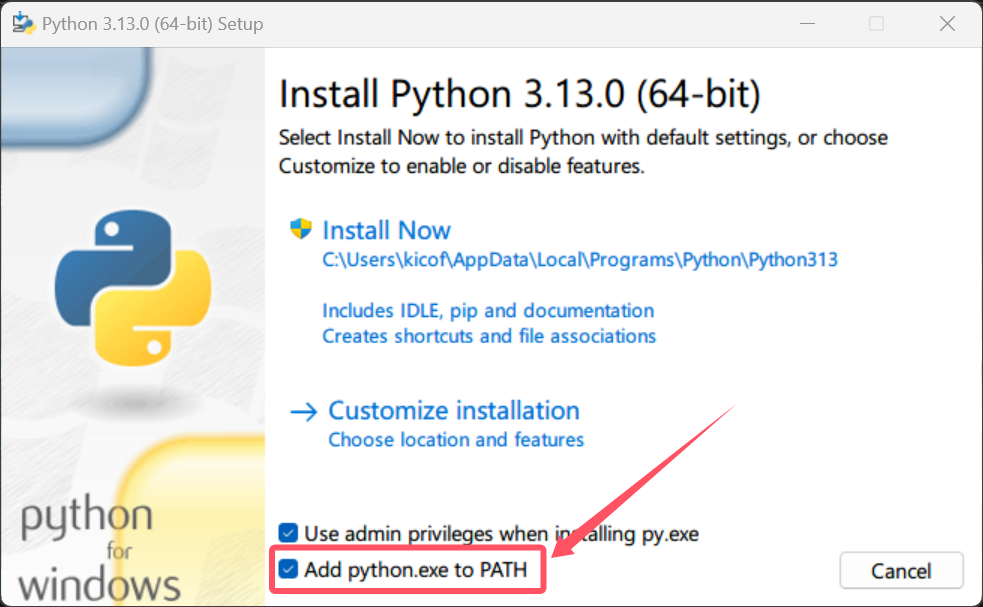 Python 3.13.0 (64-bit) Setup
Install Python 3.13.0 (64-bit)
Select Install Now to install Python with default settings, or choose
Customize to enable or disable features.
Install Now
C:\Users\kicof\AppData\Local\Programs\Python\Python313
Includes IDLE, pip and documentation
Creates shortcuts and file associations
Customize installation
Choose location and features
Use admin privileges when installing py.exe
Add python.exe to PATH
Cancel
python
for
windows